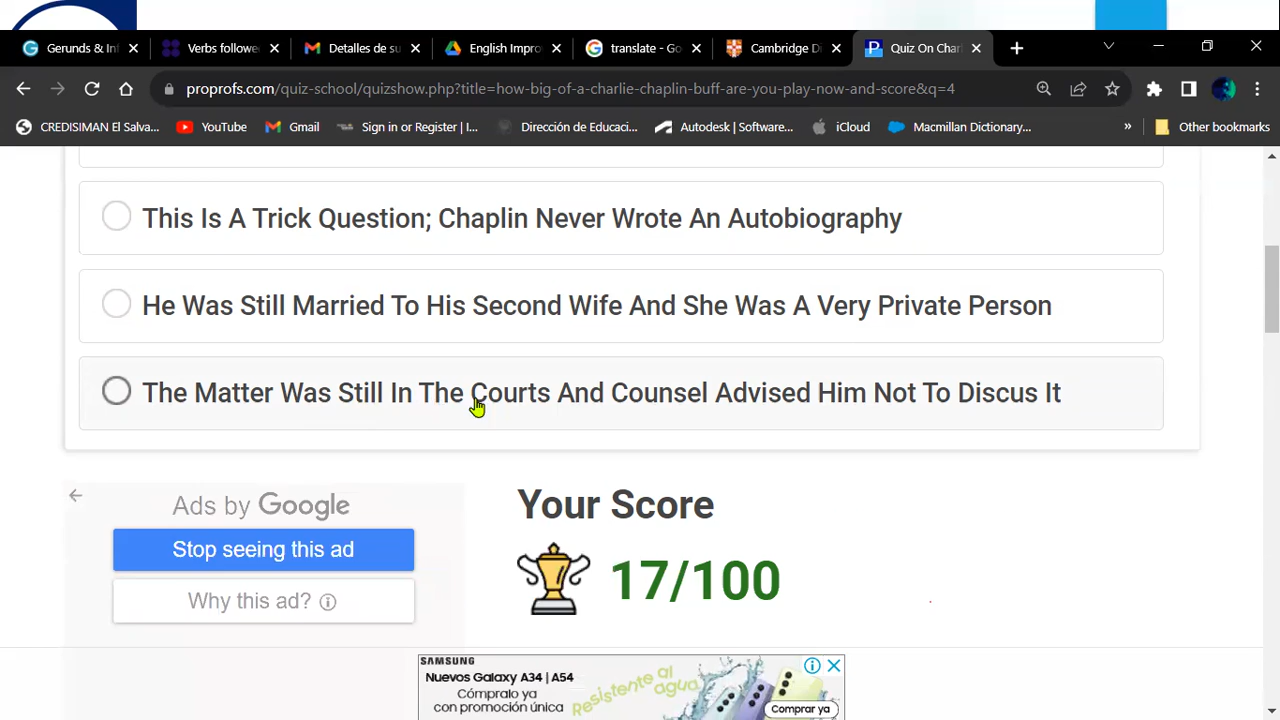 Gerunds & Inf
Verbs followe
Detalles de su
English Impro
translate - Go
Cambridge Di
Quiz On Charl
proprofs.com/quiz-school/quizshow.php?title=how-big-of-a-charlie-chaplin-buff-are-you-play-now-and-score&q=4
CREDISIMAN El Salva...
YouTube
Gmail
Sign in or Register | I...
Dirección de Educaci...
Autodesk | Software...
iCloud
Macmillan Dictionary...
»
Other bookmarks
This Is A Trick Question; Chaplin Never Wrote An Autobiography
He Was Still Married To His Second Wife And She Was A Very Private Person
The Matter Was Still In The Courts And Counsel Advised Him Not To Discus It
Ads by Google
Stop seeing this ad
Why this ad?
Your Score
17/100
SAMSUNG
Nuevos Galaxy A34 | A54
Cómpralo ya
con promoción única
Resistente al
agua
Comprar ya